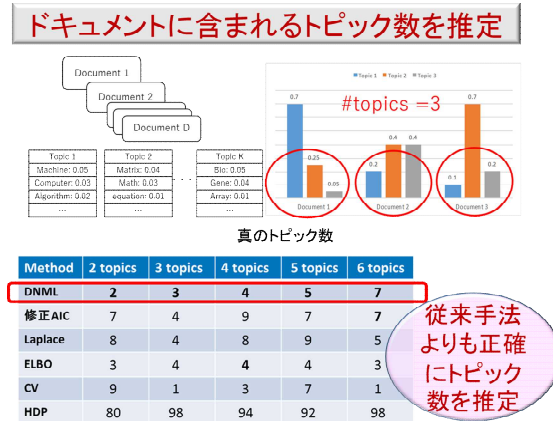 ドキュメントに含まれるトピック数を推定
Document 1
Document 2
Document D
Topic 1
Machine: 0.05
Computer: 0.03
Algorithm: 0.02
...
Topic 2
Matrix: 0.04
Math: 0.03
equation: 0.01
...
. . .
Topic K
Bio: 0.05
Gene: 0.04
Array: 0.01
...
Topic 1 Topic 2 Topic 3
#topics =3
0.7 0.25 0.05
0.2 0.4 0.4
0.1 0.7 0.2
Document 1 Document 2 Document 3
真のトピック数
Method 2 topics 3 topics 4 topics 5 topics 6 topics
DNML 2 3 4 5 7
修正AIC 7 4 9 7 7
Laplace 8 4 8 9 5
ELBO 3 4 4 4 3
CV 9 1 3 7 1
HDP 80 98 94 92 98
従来手法
よりも正確
にトピック
数を推定